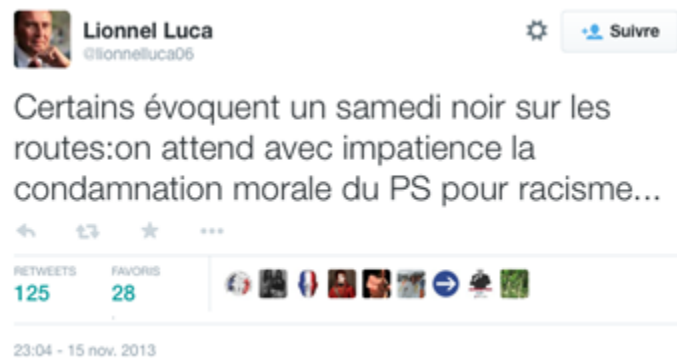 Lionnel Luca
@lionnelluca06
Suivre
Certains évoquent un samedi noir sur les
routes:on attend avec impatience la
condamnation morale du PS pour racisme...
RETWEETS
125
FAVORIS
28
23:04 - 15 nov. 2013